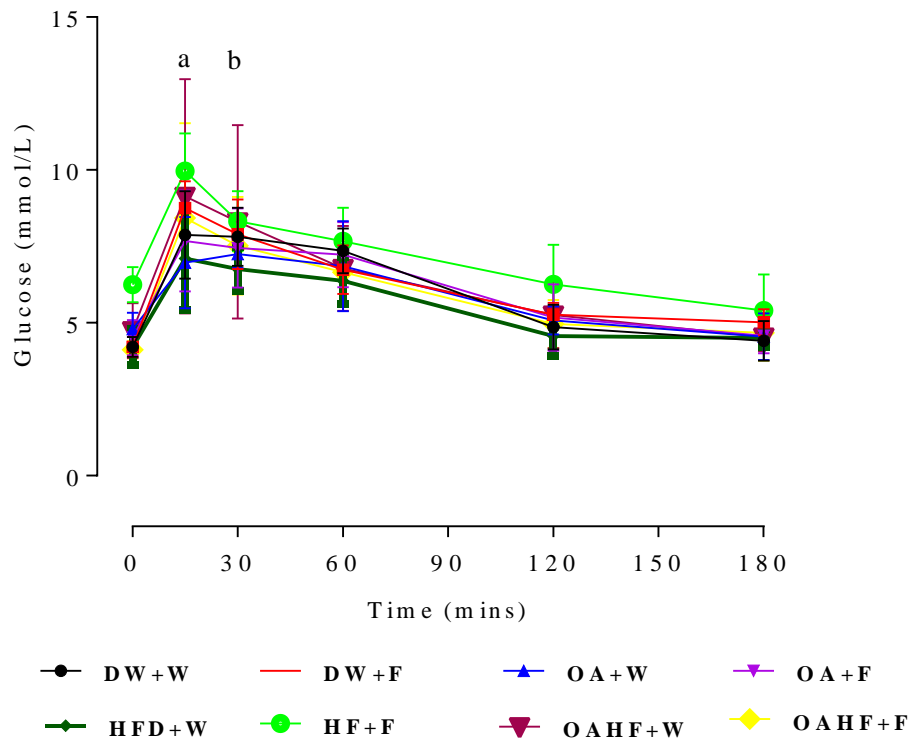 15
a b
10
5
0
Glucose (mmol/L)
0 30 60 90 120 150 180
Time (mins)
DW+W DW+F OA+W OA+F
HFD+W HF+F OAHF+W OAHF+F